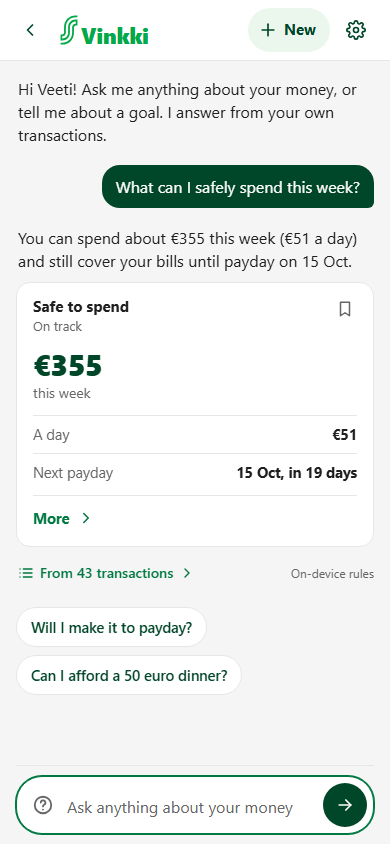 Vinkki
New
Hi Veeti! Ask me anything about your money, or
tell me about a goal. I answer from your own
transactions.
What can I safely spend this week?
You can spend about €355 this week (€51 a day)
and still cover your bills until payday on 15 Oct.
Safe to spend
On track
€355
this week
A day €51
Next payday 15 Oct, in 19 days
More
From 43 transactions On-device rules
Will I make it to payday?
Can I afford a 50 euro dinner?
Ask anything about your money